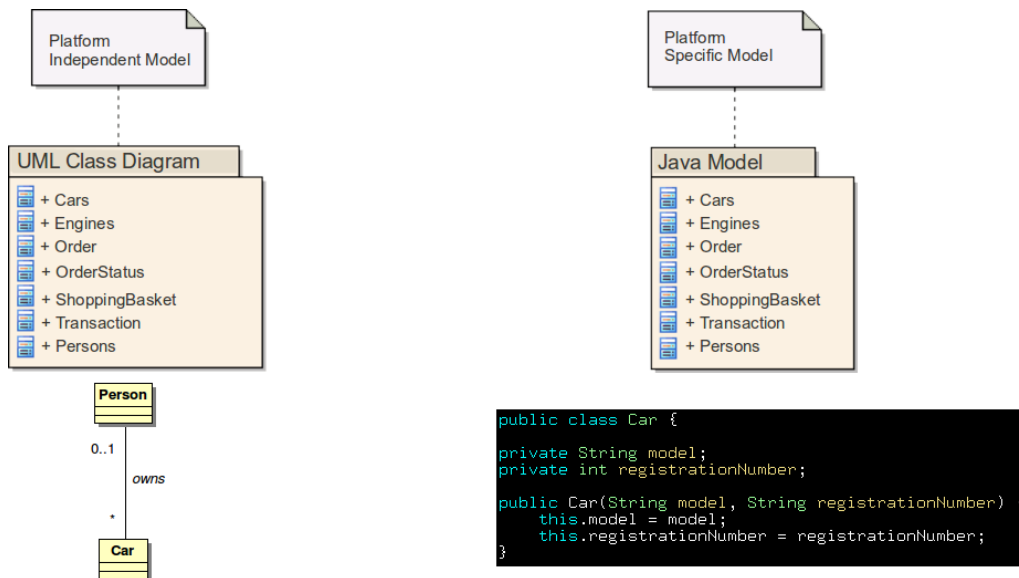 Platform
Independent Model
UML Class Diagram
+ Cars
+ Engines
+ Order
+ OrderStatus
+ ShoppingBasket
+ Transaction
+ Persons
Person
0..1
owns
*
Car
Platform
Specific Model
Java Model
+ Cars
+ Engines
+ Order
+ OrderStatus
+ ShoppingBasket
+ Transaction
+ Persons
public class Car {
private String model;
private int registrationNumber;
public Car(String model, String registrationNumber)
    this.model = model;
    this.registrationNumber = registrationNumber;
}